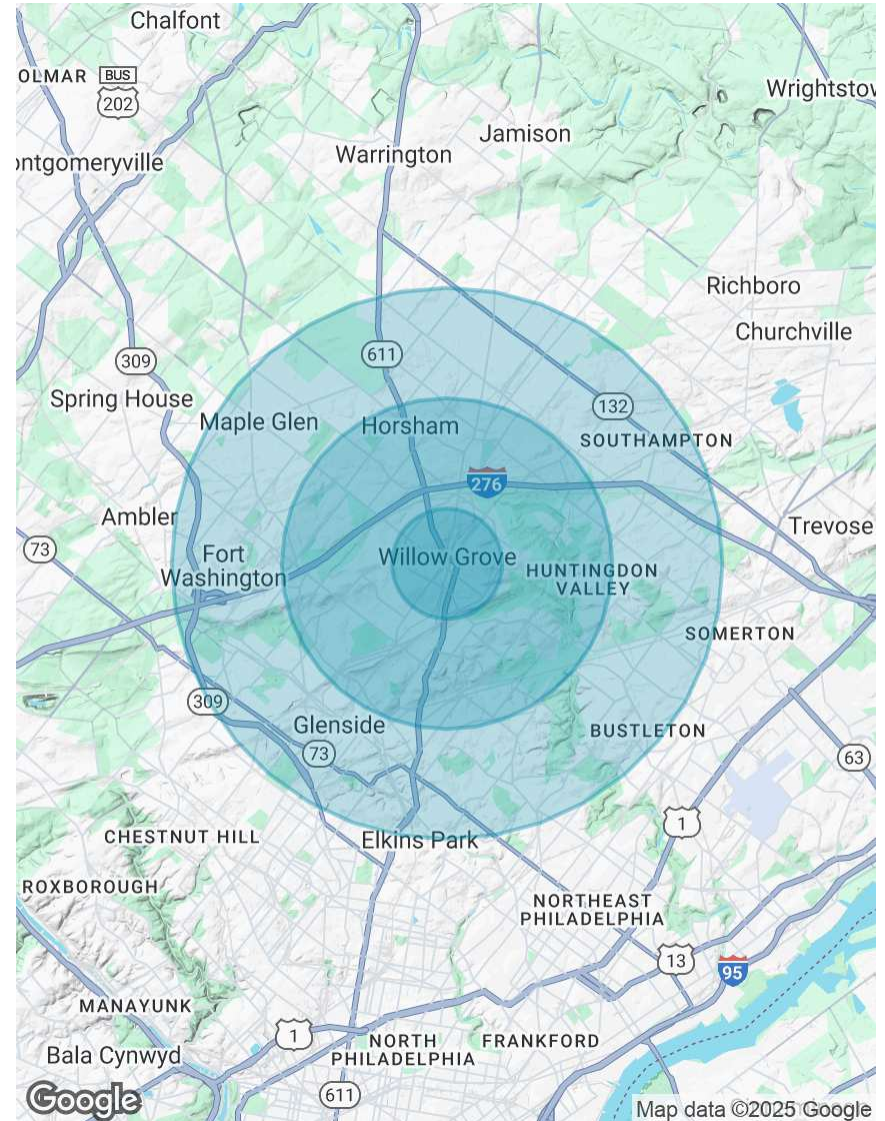 Chalfont
OLMAR
BUS
202
Wrightstow
Jamison
Warrington
ontgomeryville
Richboro
Churchville
611
309
Spring House
132
Maple Glen
Horsham
SOUTHAMPTON
276
Ambler
Trevose
73
Fort
Washington
Willow Grove
HUNTINGDON
VALLEY
SOMERTON
309
Glenside
BUSTLETON
73
63
1
CHESTNUT HILL
Elkins Park
ROXBOROUGH
NORTHEAST
PHILADELPHIA
13
95
MANAYUNK
1
NORTH
PHILADELPHIA
FRANKFORD
Bala Cynwyd
611
Google
Map data ©2025 Google